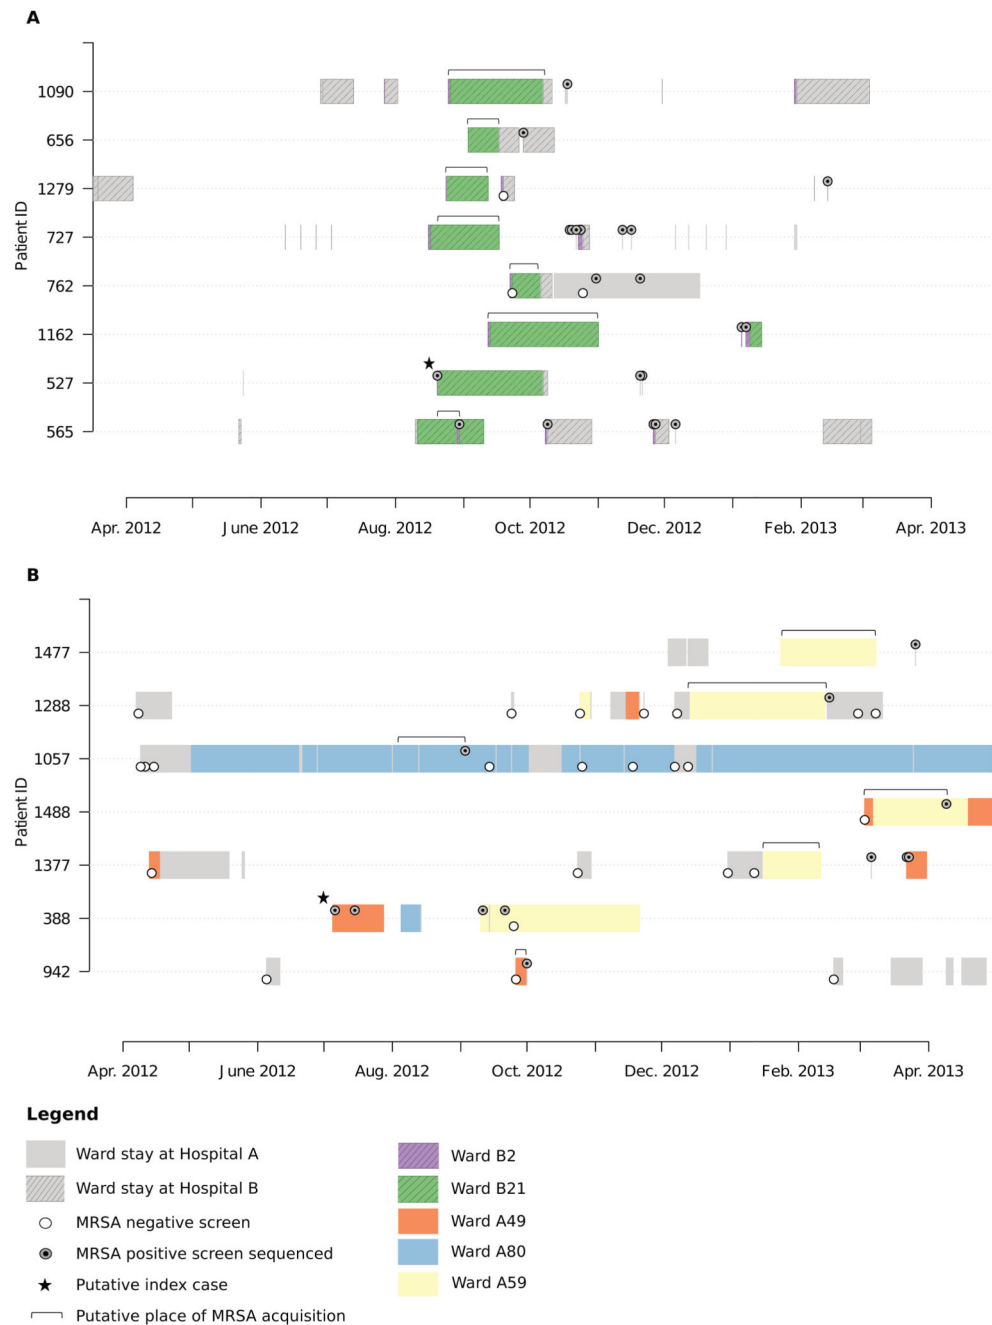 A
Patient ID
1090
656
1279
727
762
1162
527
565
Apr. 2012 June 2012 Aug. 2012 Oct. 2012 Dec. 2012 Feb. 2013 Apr. 2013
B
Patient ID
1477
1288
1057
1488
1377
388
942
Apr. 2012 June 2012 Aug. 2012 Oct. 2012 Dec. 2012 Feb. 2013 Apr. 2013
Legend
Ward stay at Hospital A
Ward stay at Hospital B
MRSA negative screen
MRSA positive screen sequenced
Putative index case
Putative place of MRSA acquisition
Ward B2
Ward B21
Ward A49
Ward A80
Ward A59